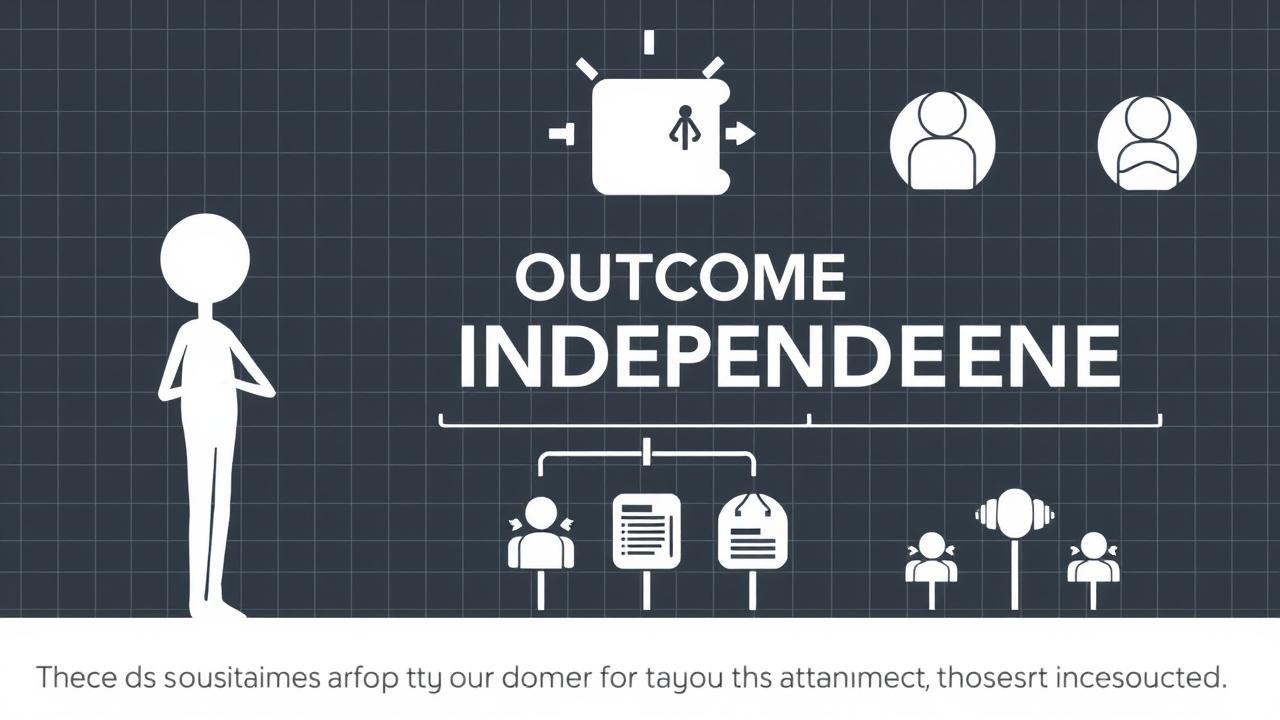 OUTCOME
INDEPENDEENE
Thece ds sousitaimes arfop tty our domer for tayou ths attanımect, thosesrt incesoucted.